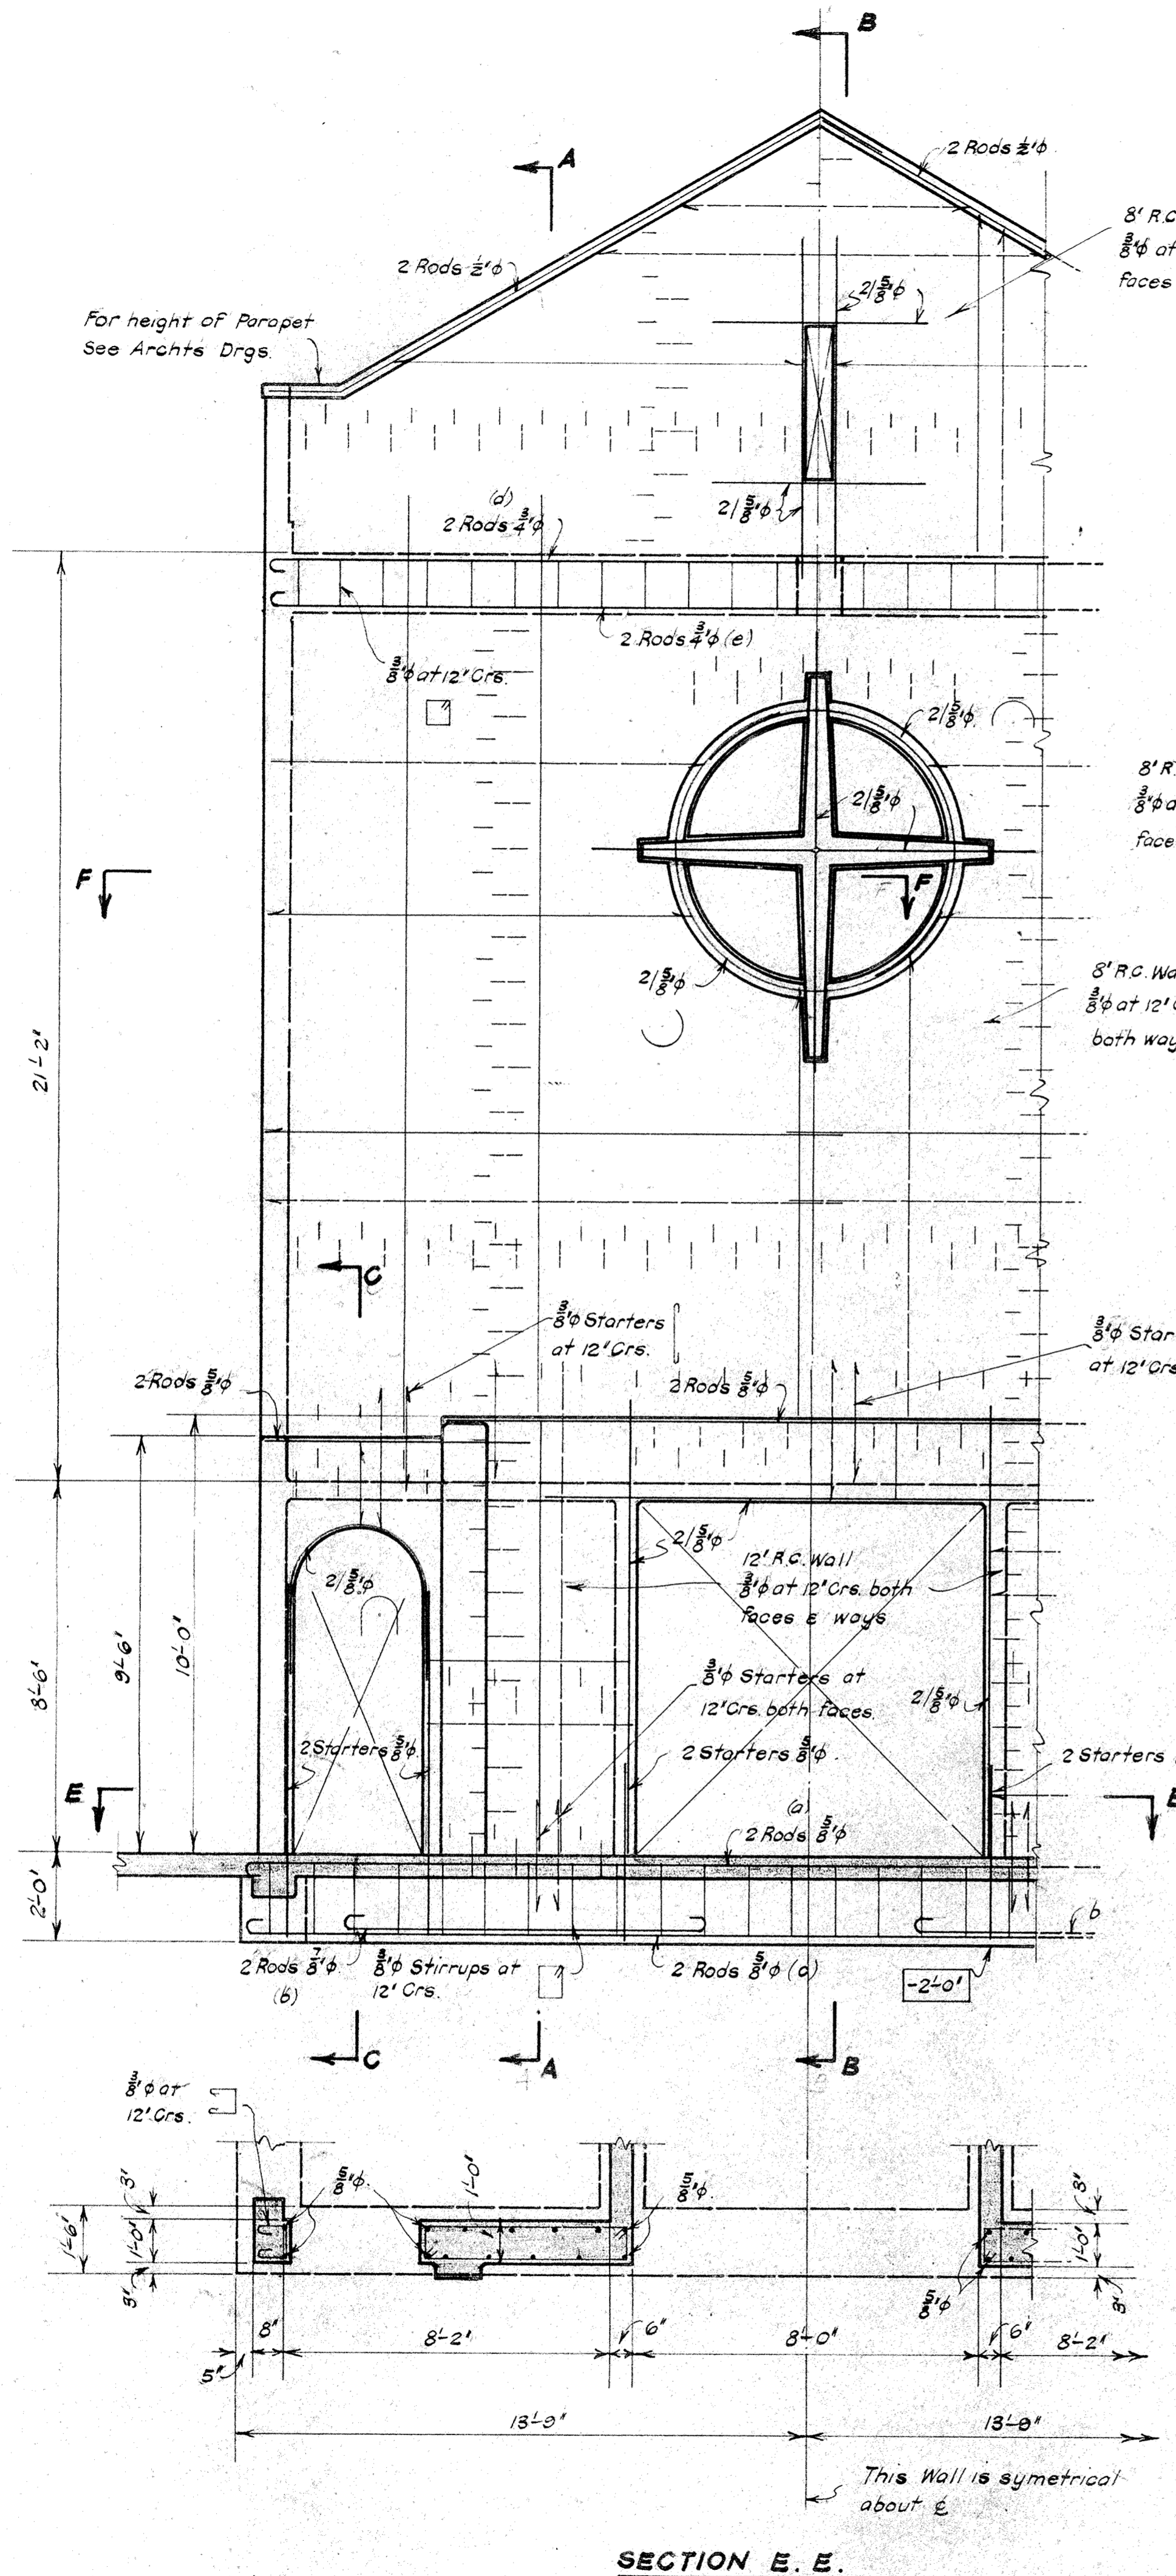 B
A
2 Rods ½"φ
8" R.C
⅜"φ at
faces
2 Rods ½"φ
2/⅝"φ
For height of Parapet
See Archts Drgs.
(d)
2 Rods ¾"φ
2/⅝"φ
2 Rods ¾"φ (e)
⅜"φ at 12" Crs.
2/⅝"φ
8" R.
⅜"φ a
face
2/⅝"φ
F
F
2/⅝"φ
8" R.C. Wa
⅜"φ at 12"
both way
21'-2"
C
⅜"φ Starters
at 12" Crs.
⅜"φ Star
at 12" Crs
2 Rods ⅝"φ
2 Rods ⅝"φ
2/⅝"φ
12" R.C. Wall
⅜"φ at 12" Crs. both
faces & ways
2/⅝"φ
8'-6"
9'-6"
10'-0"
⅜"φ Starters at
12" Crs. both faces.
2/⅝"φ
2 Starters ⅝"φ.
2 Starters ⅝"φ.
2 Starters
E
E
(a)
2 Rods ⅝"φ
2'-0"
b
2 Rods ⅞"φ.
(b)
⅜"φ Stirrups at
12" Crs.
2 Rods ⅝"φ (c)
-2'-0"
C
A
B
⅜"φ at
12" Crs.
⅝"φ.
1'-0"
⅝"φ.
3"
1'-6"
1'-0"
3"
3"
1'-0"
3"
⅝"φ
8"
8'-2"
6"
8'-0"
6"
8'-2"
5"
13'-9"
13'-9"
This Wall is symetrical
about ℄
SECTION E. E.